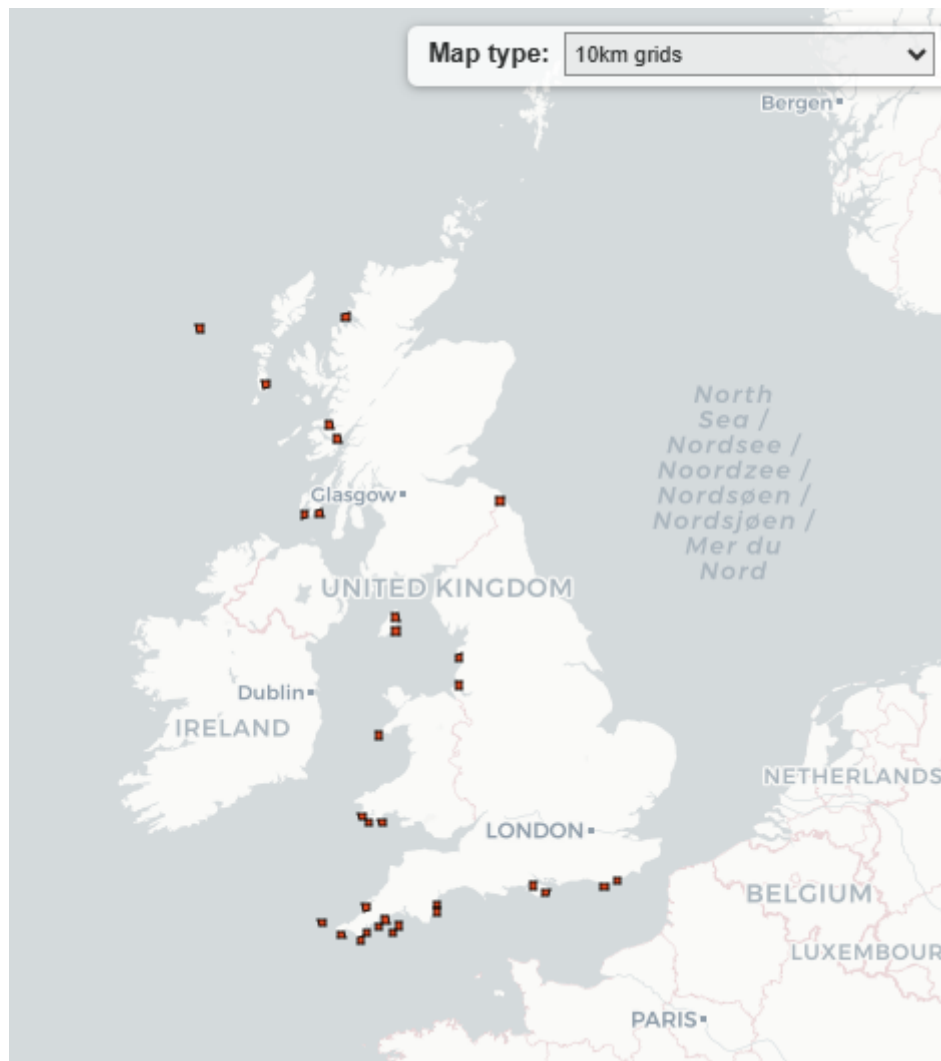 Map type: 10km grids
Bergen
North
Sea /
Nordsee /
Noordzee /
Nordsøen /
Nordsjøen /
Mer du
Nord
Glasgow
UNITED KINGDOM
Dublin
IRELAND
NETHERLANDS
LONDON
BELGIUM
LUXEMBOUR
PARIS